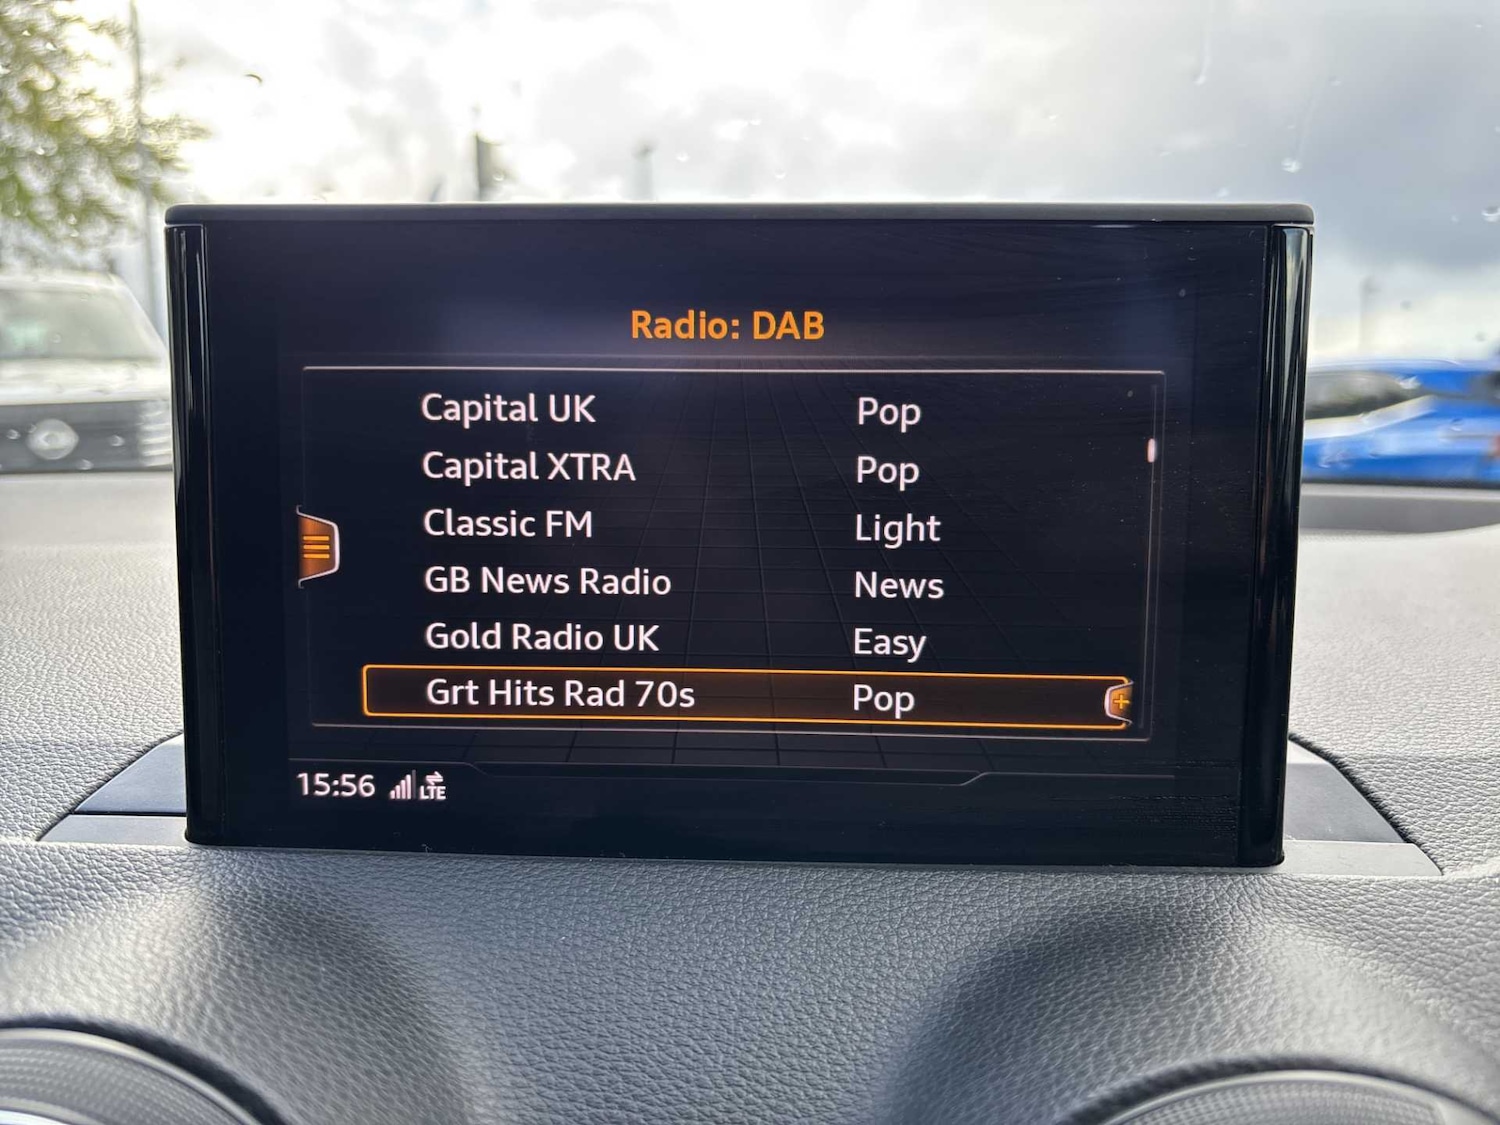 Radio: DAB
Capital UK Pop
Capital XTRA Pop
Classic FM Light
GB News Radio News
Gold Radio UK Easy
Grt Hits Rad 70s Pop
15:56 LTE